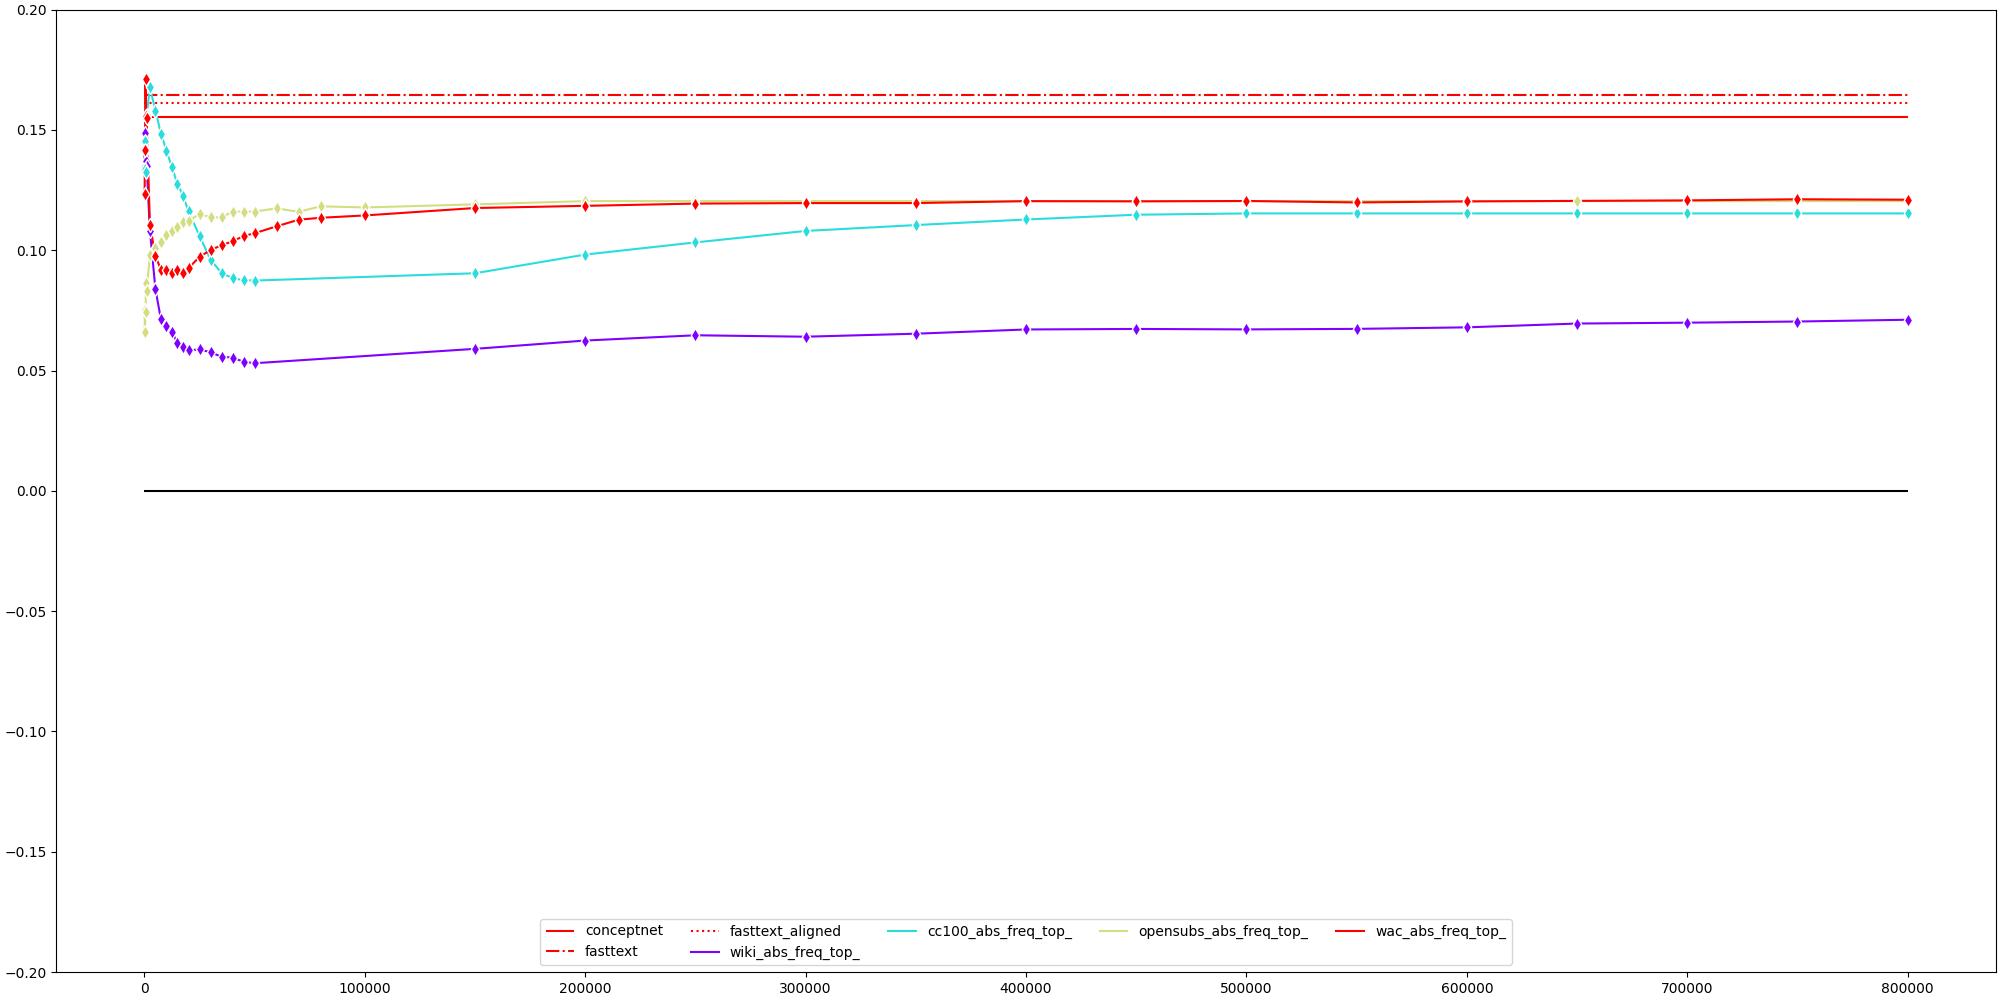 0.20
0.15
0.10
0.05
0.00
−0.05
−0.10
−0.15
−0.20
conceptnet
fasttext
fasttext_aligned
wiki_abs_freq_top_
cc100_abs_freq_top_
opensubs_abs_freq_top_
wac_abs_freq_top_
0
100000
200000
300000
400000
500000
600000
700000
800000